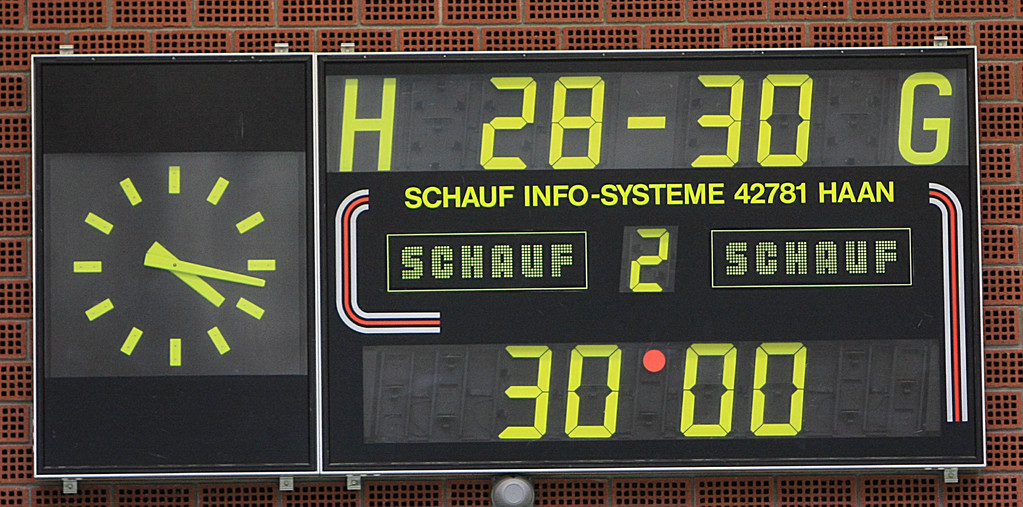 H 28-30 G
SCHAUF INFO-SYSTEME 42781 HAAN
SCHAUF 2 SCHAUF
30 00